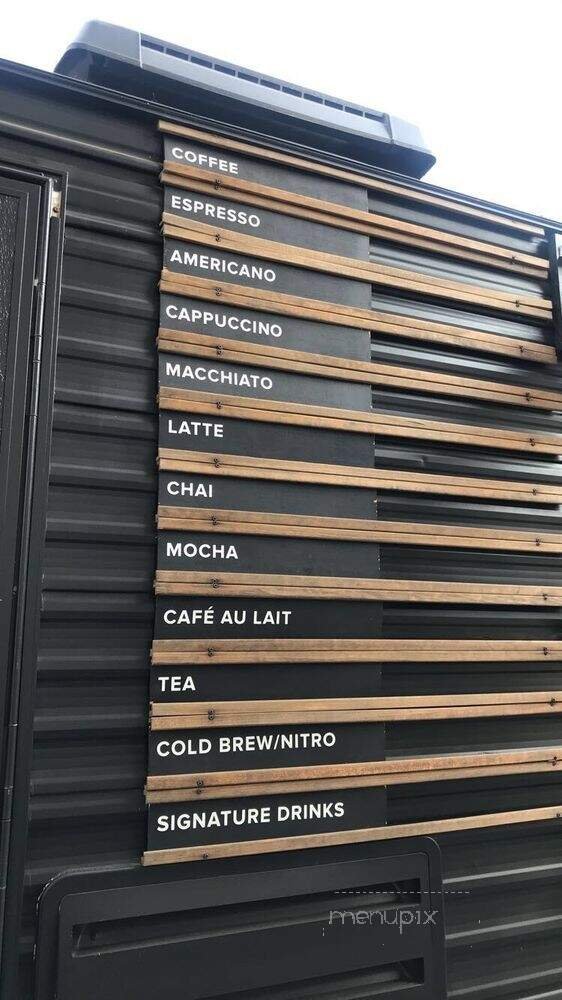 COFFEE
ESPRESSO
AMERICANO
CAPPUCCINO
MACCHIATO
LATTE
CHAI
MOCHA
CAFÉ AU LAIT
TEA
COLD BREW/NITRO
SIGNATURE DRINKS
menupix